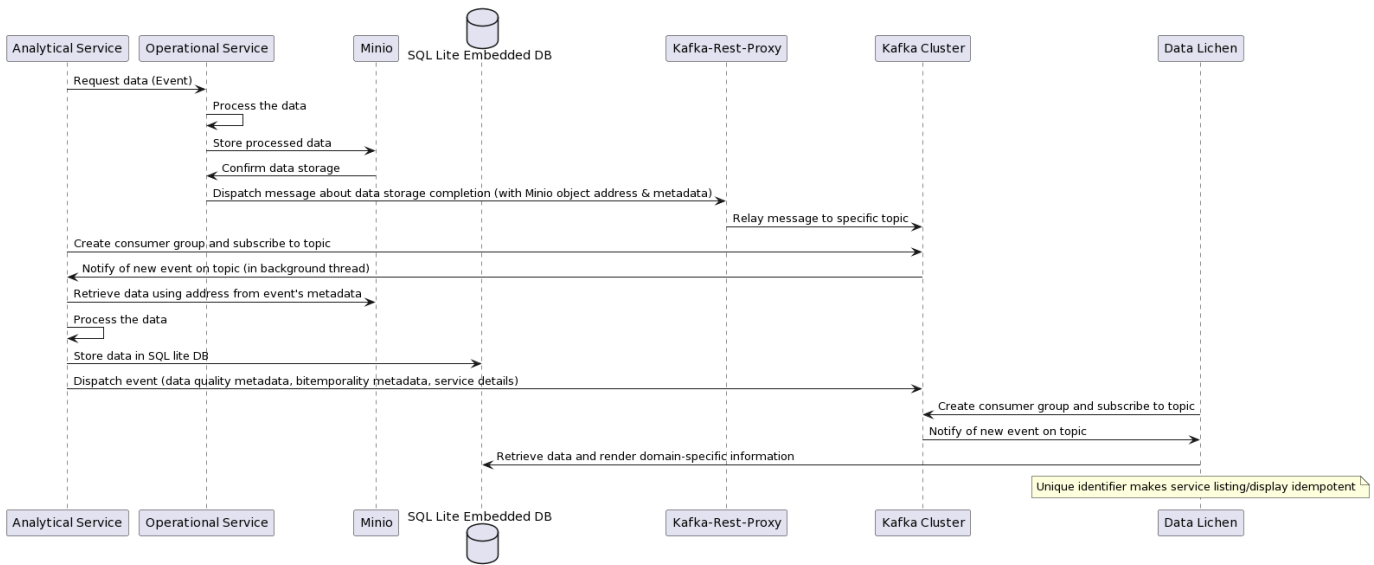 SQL Lite Embedded DB
Analytical Service
Operational Service
Minio
Kafka-Rest-Proxy
Kafka Cluster
Data Lichen
Request data (Event)
Process the data
Store processed data
Confirm data storage
Dispatch message about data storage completion (with Minio object address & metadata)
Relay message to specific topic
Create consumer group and subscribe to topic
Notify of new event on topic (in background thread)
Retrieve data using address from event's metadata
Process the data
Store data in SQL lite DB
Dispatch event (data quality metadata, bitemporality metadata, service details)
Create consumer group and subscribe to topic
Notify of new event on topic
Retrieve data and render domain-specific information
Unique identifier makes service listing/display idempotent
Analytical Service
Operational Service
Minio
SQL Lite Embedded DB
Kafka-Rest-Proxy
Kafka Cluster
Data Lichen